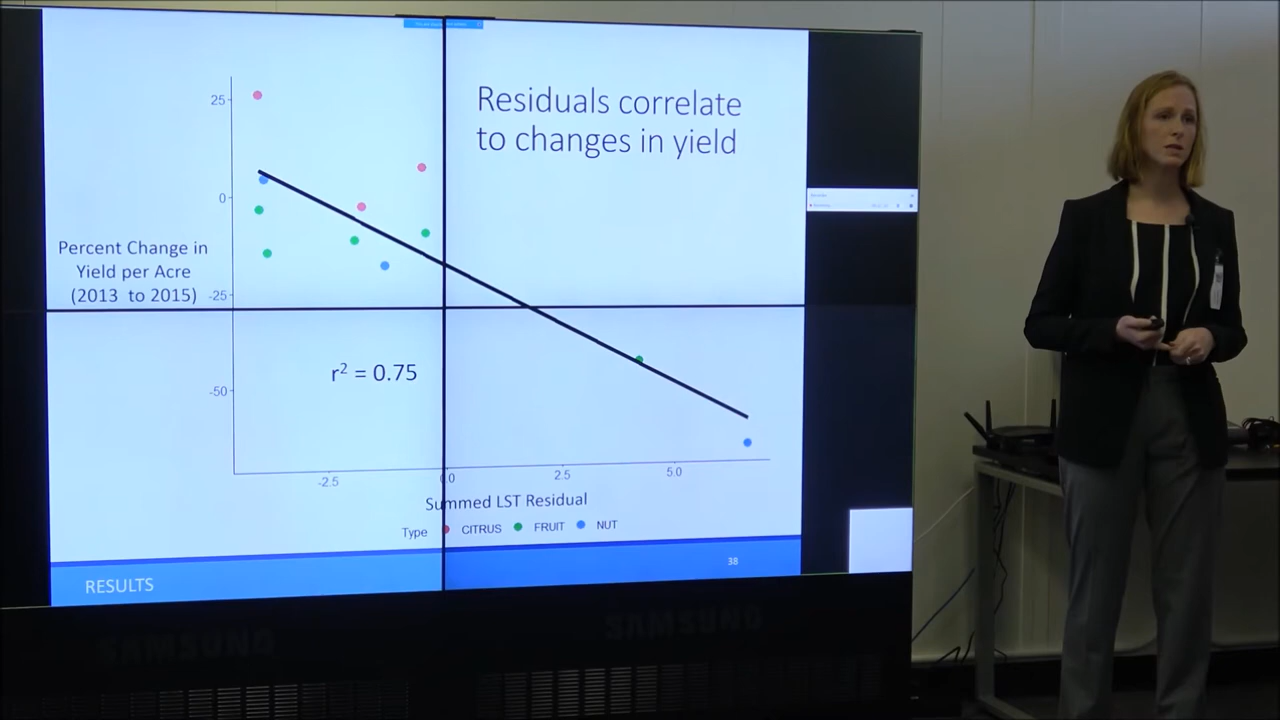 Residuals correlate
to changes in yield
25
0
-25
-50
Percent Change in
Yield per Acre
(2013 to 2015)
r² = 0.75
-2.5
0.0
2.5
5.0
Summed LST Residual
Type CITRUS FRUIT NUT
RESULTS
38
SAMSUNG
SAMSUNG